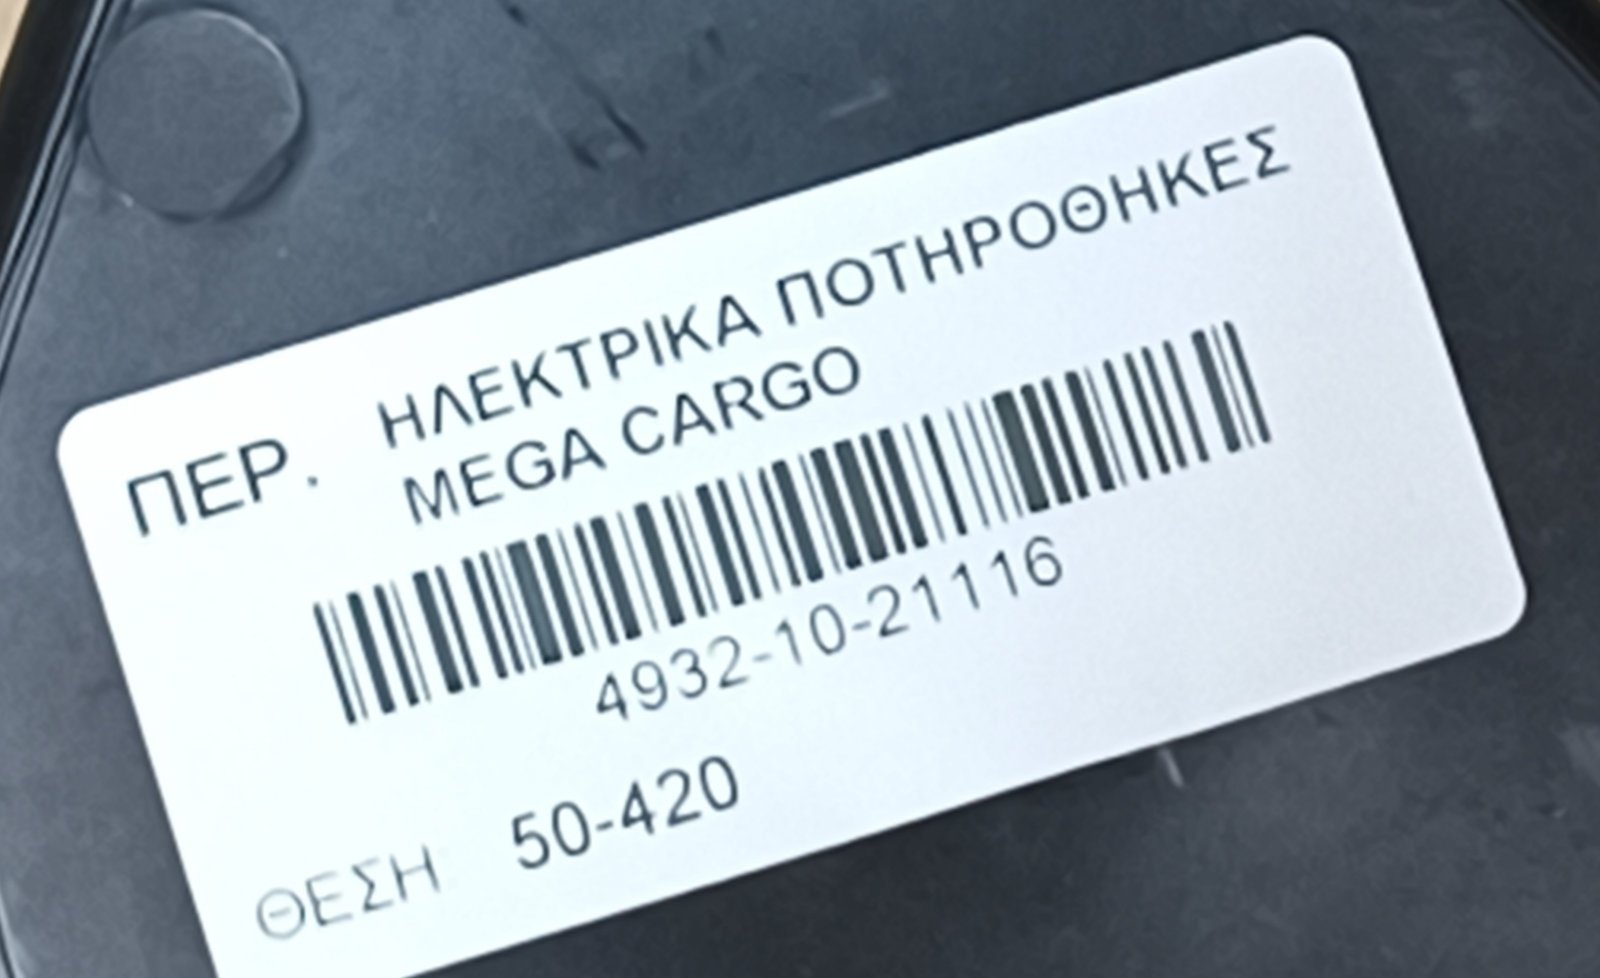 ΠΕΡ. ΗΛΕΚΤΡΙΚΑ ΠΟΤΗΡΟΘΗΚΕΣ
MEGA CARGO
4932-10-21116
ΘΕΣΗ 50-420